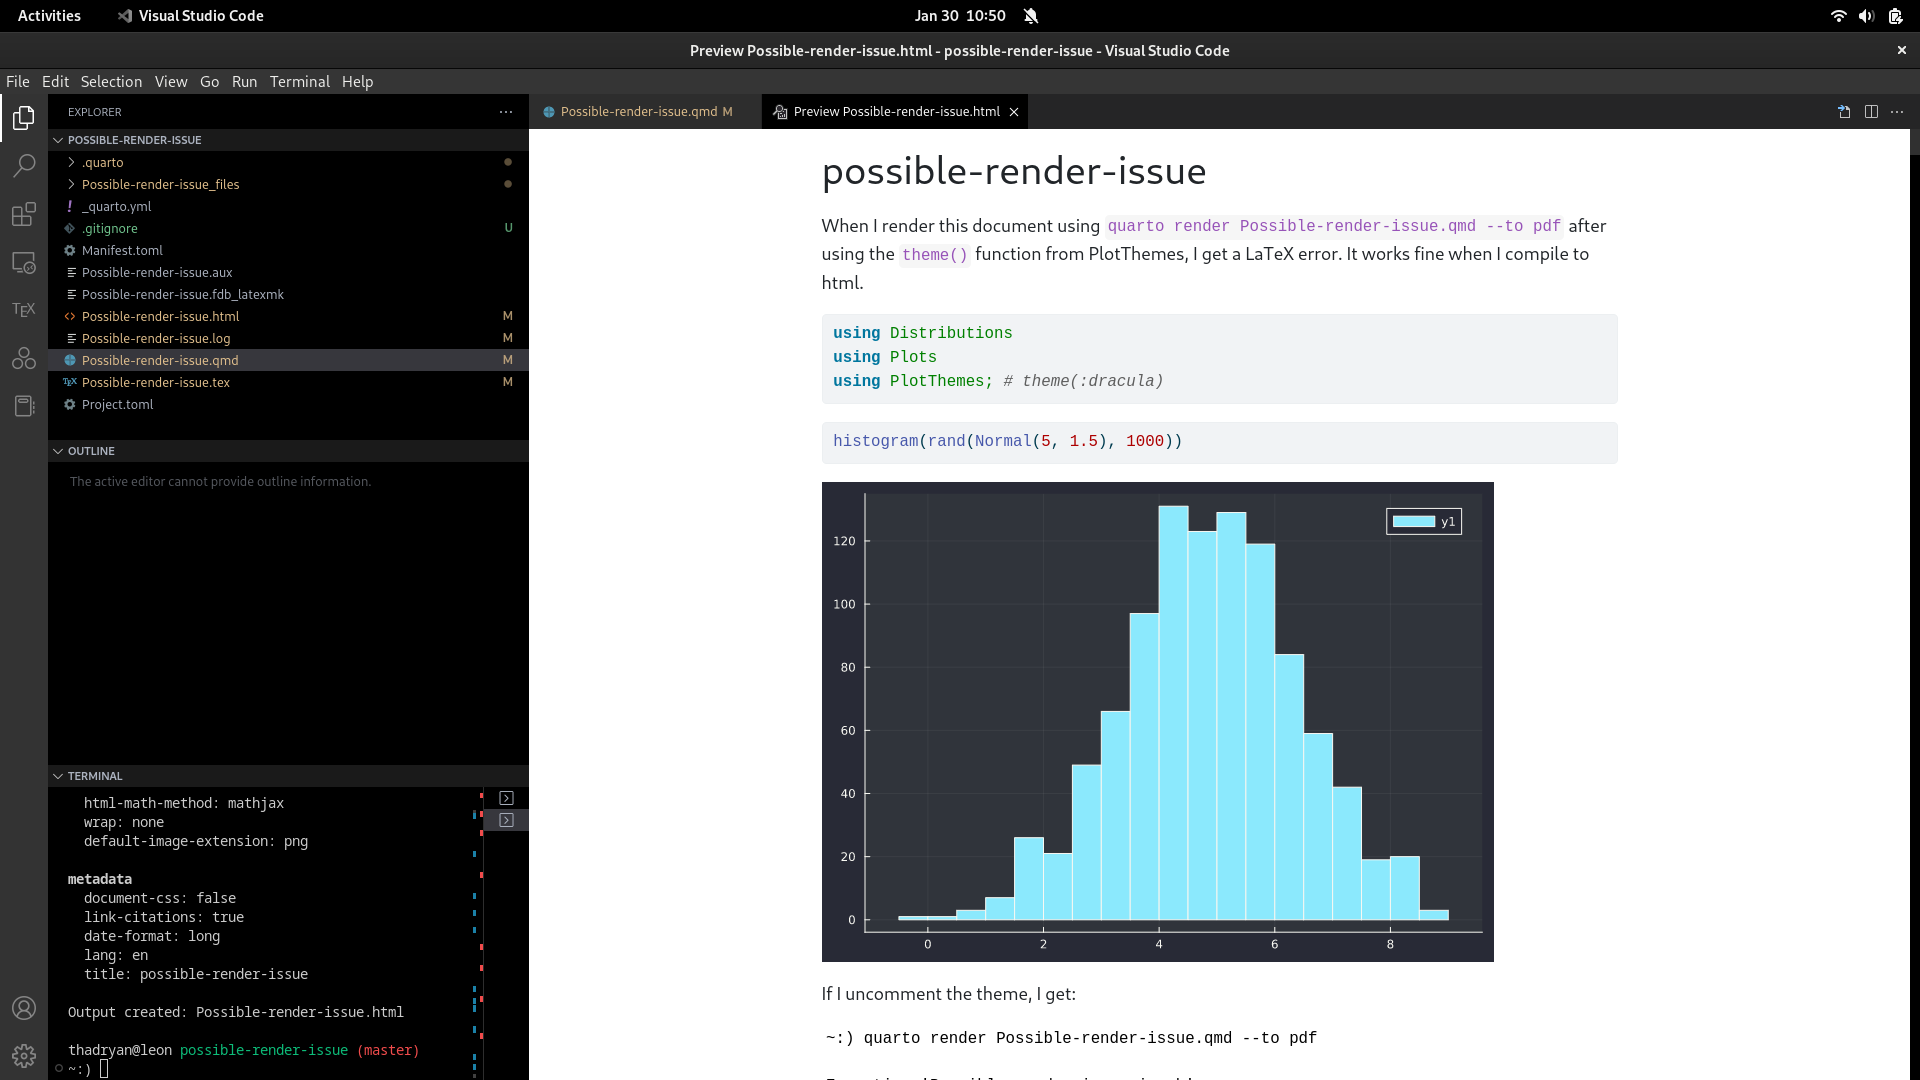 Activities
Visual Studio Code
Jan 30 10:50
Preview Possible-render-issue.html - possible-render-issue - Visual Studio Code
File Edit Selection View Go Run Terminal Help
EXPLORER
POSSIBLE-RENDER-ISSUE
.quarto
Possible-render-issue_files
_quarto.yml
.gitignore U
Manifest.toml
Possible-render-issue.aux
Possible-render-issue.fdb_latexmk
Possible-render-issue.html M
Possible-render-issue.log M
Possible-render-issue.qmd M
Possible-render-issue.tex M
Project.toml
OUTLINE
The active editor cannot provide outline information.
TERMINAL
html-math-method: mathjax
wrap: none
default-image-extension: png
metadata
document-css: false
link-citations: true
date-format: long
lang: en
title: possible-render-issue
Output created: Possible-render-issue.html
thadryan@leon possible-render-issue (master)
~:)
Possible-render-issue.qmd M
Preview Possible-render-issue.html
possible-render-issue
When I render this document using quarto render Possible-render-issue.qmd --to pdf after
using the theme() function from PlotThemes, I get a LaTeX error. It works fine when I compile to
html.
using Distributions
using Plots
using PlotThemes; # theme(:dracula)
histogram(rand(Normal(5, 1.5), 1000))
y1
120
100
80
60
40
20
0
0 2 4 6 8
If I uncomment the theme, I get:
~:) quarto render Possible-render-issue.qmd --to pdf